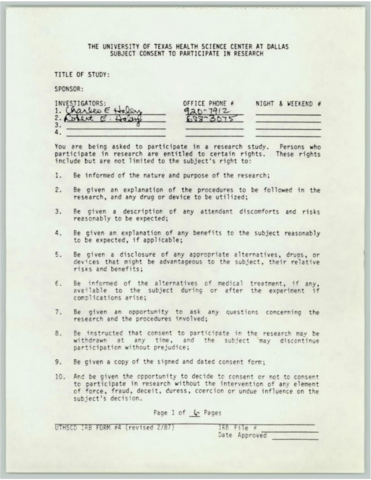 THE UNIVERSITY OF TEXAS HEALTH SCIENCE CENTER AT DALLAS
SUBJECT CONSENT TO PARTICIPATE IN RESEARCH
TITLE OF STUDY:
SPONSOR:
INVESTIGATORS: OFFICE PHONE # NIGHT & WEEKEND #
1. Charles E 920-7912
2. Robert E. 688-3075
3.
4.
You are being asked to participate in a research study. Persons who
participate in research are entitled to certain rights. These rights
include but are not limited to the subject's right to:
1. Be informed of the nature and purpose of the research;
2. Be given an explanation of the procedures to be followed in the
research, and any drug or device to be utilized;
3. Be given a description of any attendant discomforts and risks
reasonably to be expected;
4. Be given an explanation of any benefits to the subject reasonably
to be expected, if applicable;
5. Be given a disclosure of any appropriate alternatives, drugs, or
devices that might be advantageous to the subject, their relative
risks and benefits;
6. Be informed of the alternatives of medical treatment, if any,
available to the subject during or after the experiment if
complications arise;
7. Be given an opportunity to ask any questions concerning the
research and the procedures involved;
8. Be instructed that consent to participate in the research may be
withdrawn at any time, and the subject may discontinue
participation without prejudice;
9. Be given a copy of the signed and dated consent form;
10. And be given the opportunity to decide to consent or not to consent
to participate in research without the intervention of any element
of force, fraud, deceit, duress, coercion or undue influence on the
subject's decision.
Page 1 of 6 Pages
UTHSCD IRB FORM #4 (revised 2/87) IRB File #
Date Approved